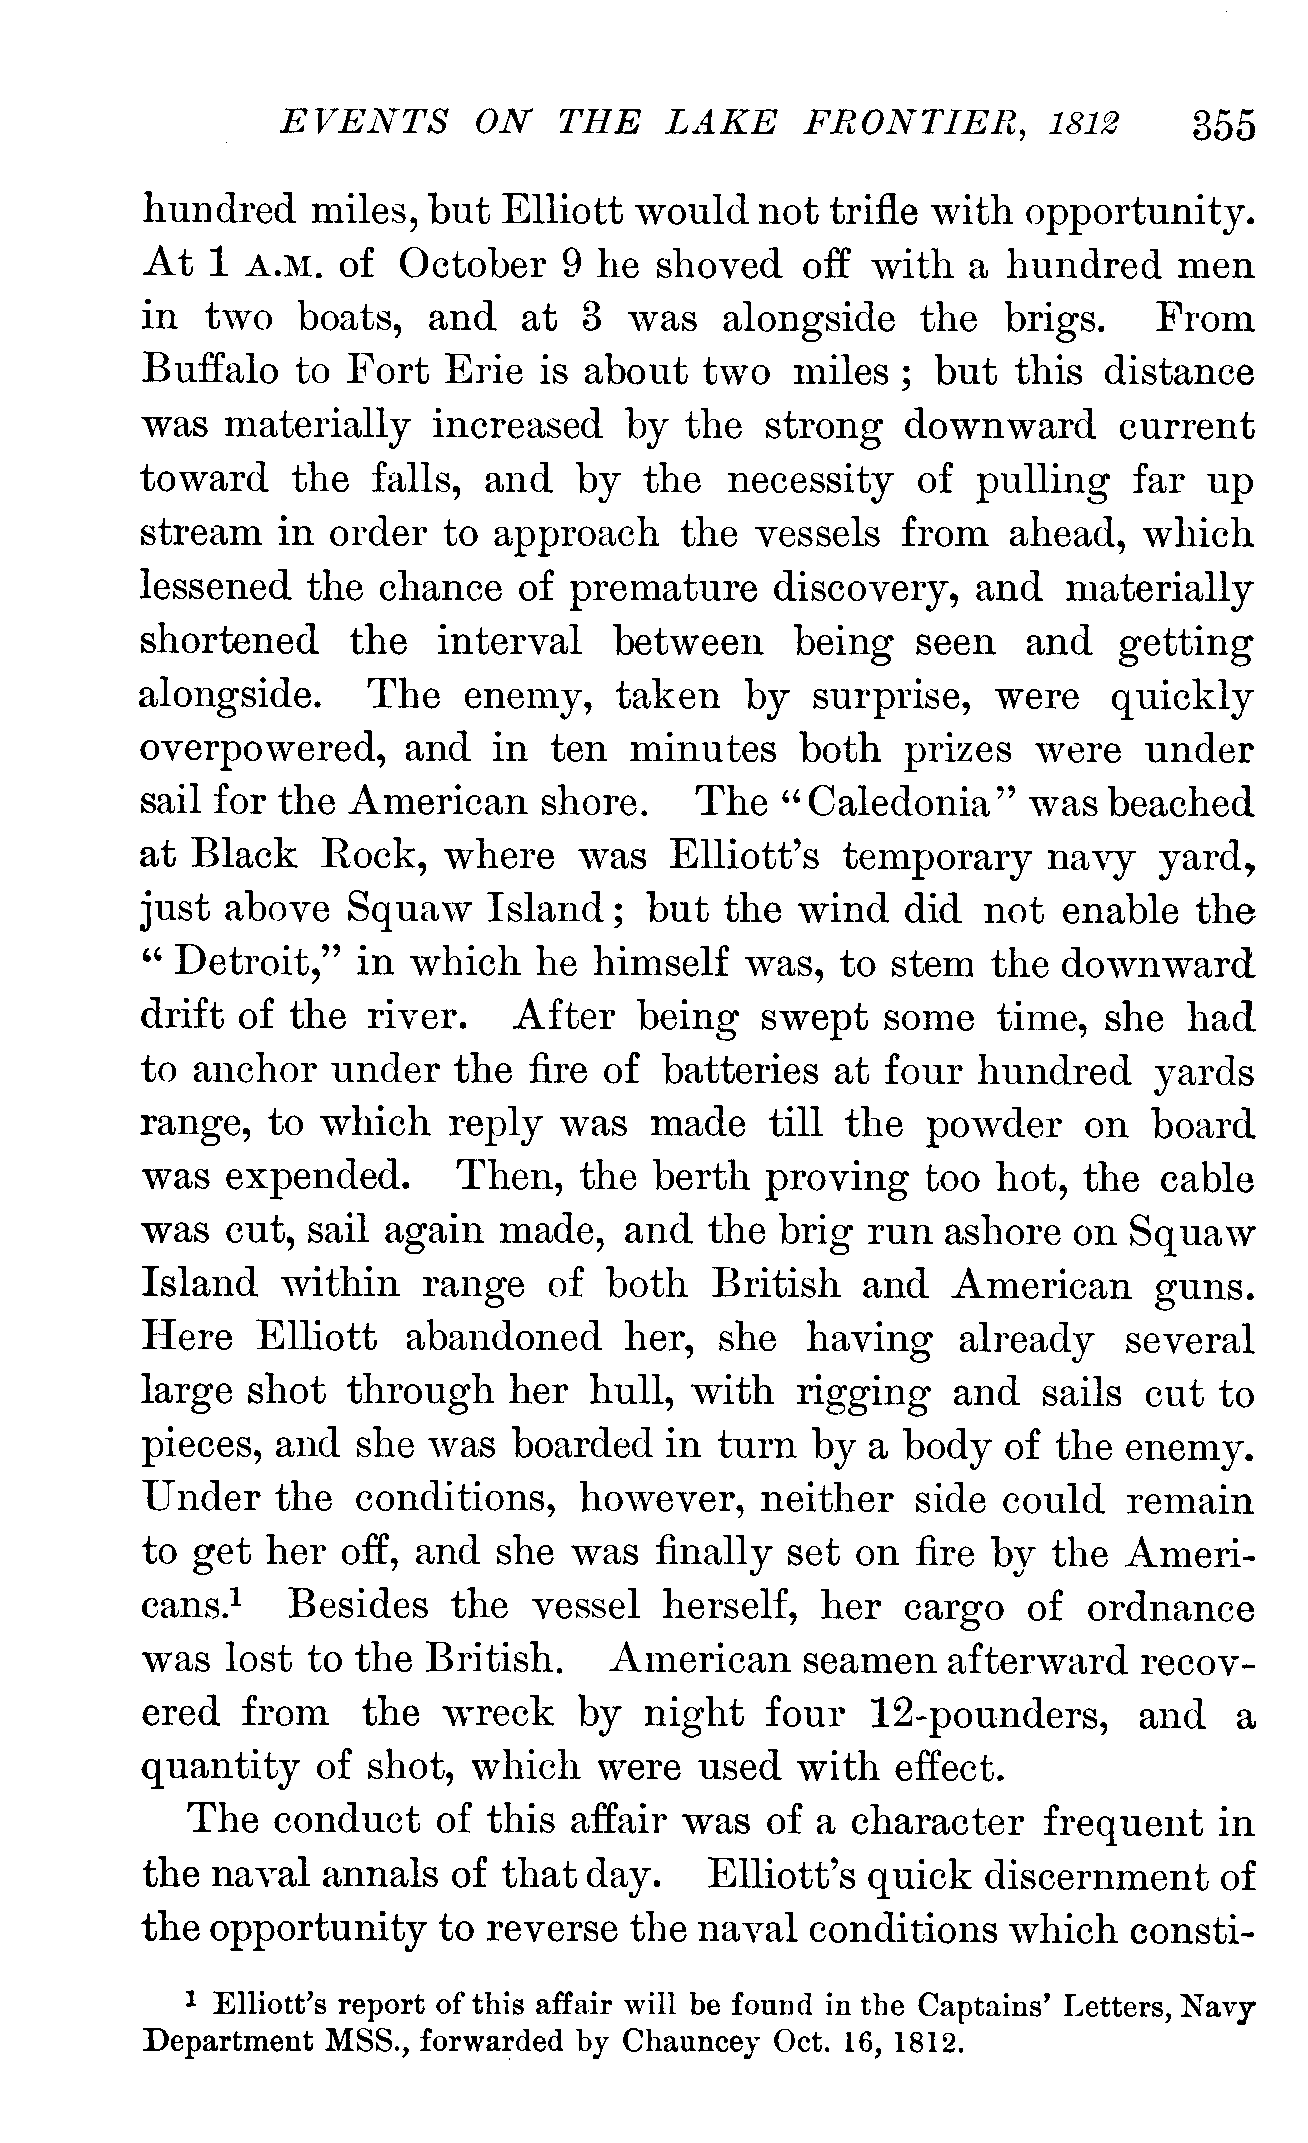 EVENTS ON THE LAKE FRONTIER, 1812 355
hundred miles, but Elliott would not trifle with opportunity.
At 1 A.M. of October 9 he shoved off with a hundred men
in two boats, and at 3 was alongside the brigs. From
Buffalo to Fort Erie is about two miles ; but this distance
was materially increased by the strong downward current
toward the falls, and by the necessity of pulling far up
stream in order to approach the vessels from ahead, which
lessened the chance of premature discovery, and materially
shortened the interval between being seen and getting
alongside. The enemy, taken by surprise, were quickly
overpowered, and in ten minutes both prizes were under
sail for the American shore. The “Caledonia” was beached
at Black Rock, where was Elliott’s temporary navy yard,
just above Squaw Island; but the wind did not enable the
“ Detroit,” in which he himself was, to stem the downward
drift of the river. After being swept some time, she had
to anchor under the fire of batteries at four hundred yards
range, to which reply was made till the powder on board
was expended. Then, the berth proving too hot, the cable
was cut, sail again made, and the brig run ashore on Squaw
Island within range of both British and American guns.
Here Elliott abandoned her, she having already several
large shot through her hull, with rigging and sails cut to
pieces, and she was boarded in turn by a body of the enemy.
Under the conditions, however, neither side could remain
to get her off, and she was finally set on fire by the Ameri-
cans.¹ Besides the vessel herself, her cargo of ordnance
was lost to the British. American seamen afterward recov-
ered from the wreck by night four 12-pounders, and a
quantity of shot, which were used with effect.
The conduct of this affair was of a character frequent in
the naval annals of that day. Elliott’s quick discernment of
the opportunity to reverse the naval conditions which consti-
¹ Elliott’s report of this affair will be found in the Captains’ Letters, Navy
Department MSS., forwarded by Chauncey Oct. 16, 1812.